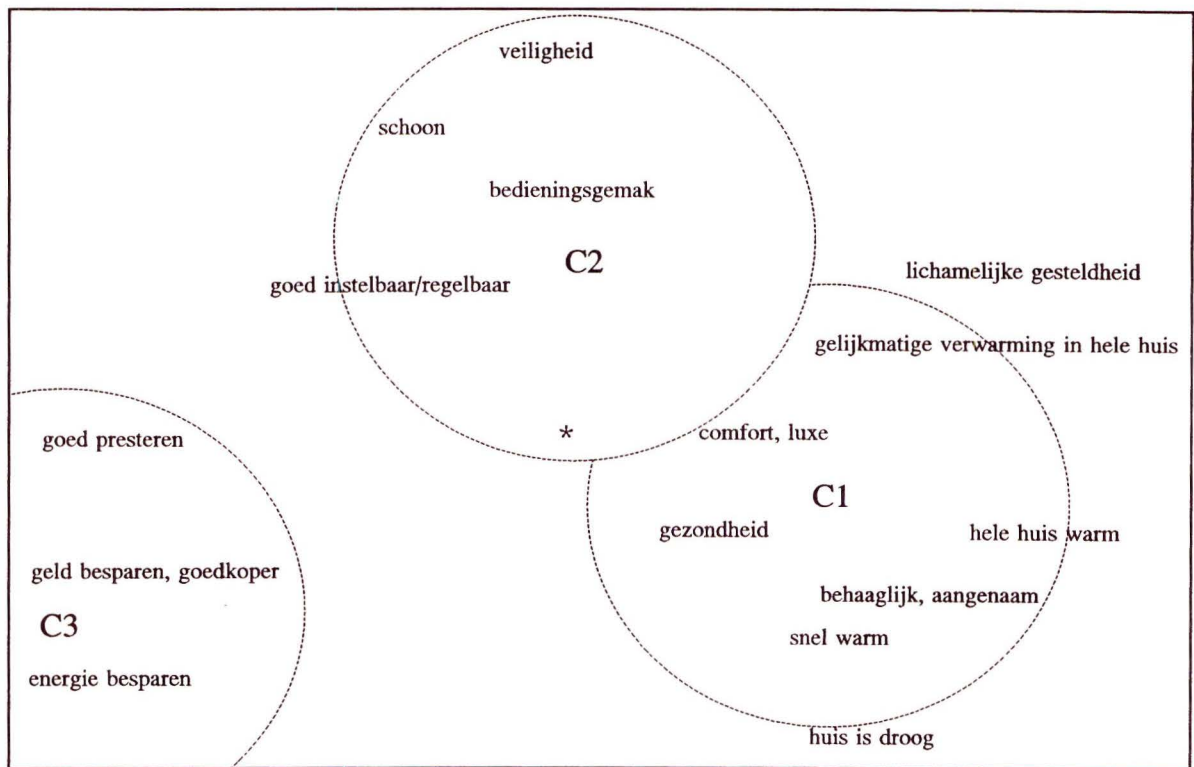 veiligheid
schoon
bedieningsgemak
C2
lichamelijke gesteldheid
goed instelbaar/regelbaar
gelijkmatige verwarming in hele huis
goed presteren
*
comfort, luxe
C1
gezondheid
hele huis warm
geld besparen, goedkoper
behaaglijk, aangenaam
C3
snel warm
energie besparen
huis is droog